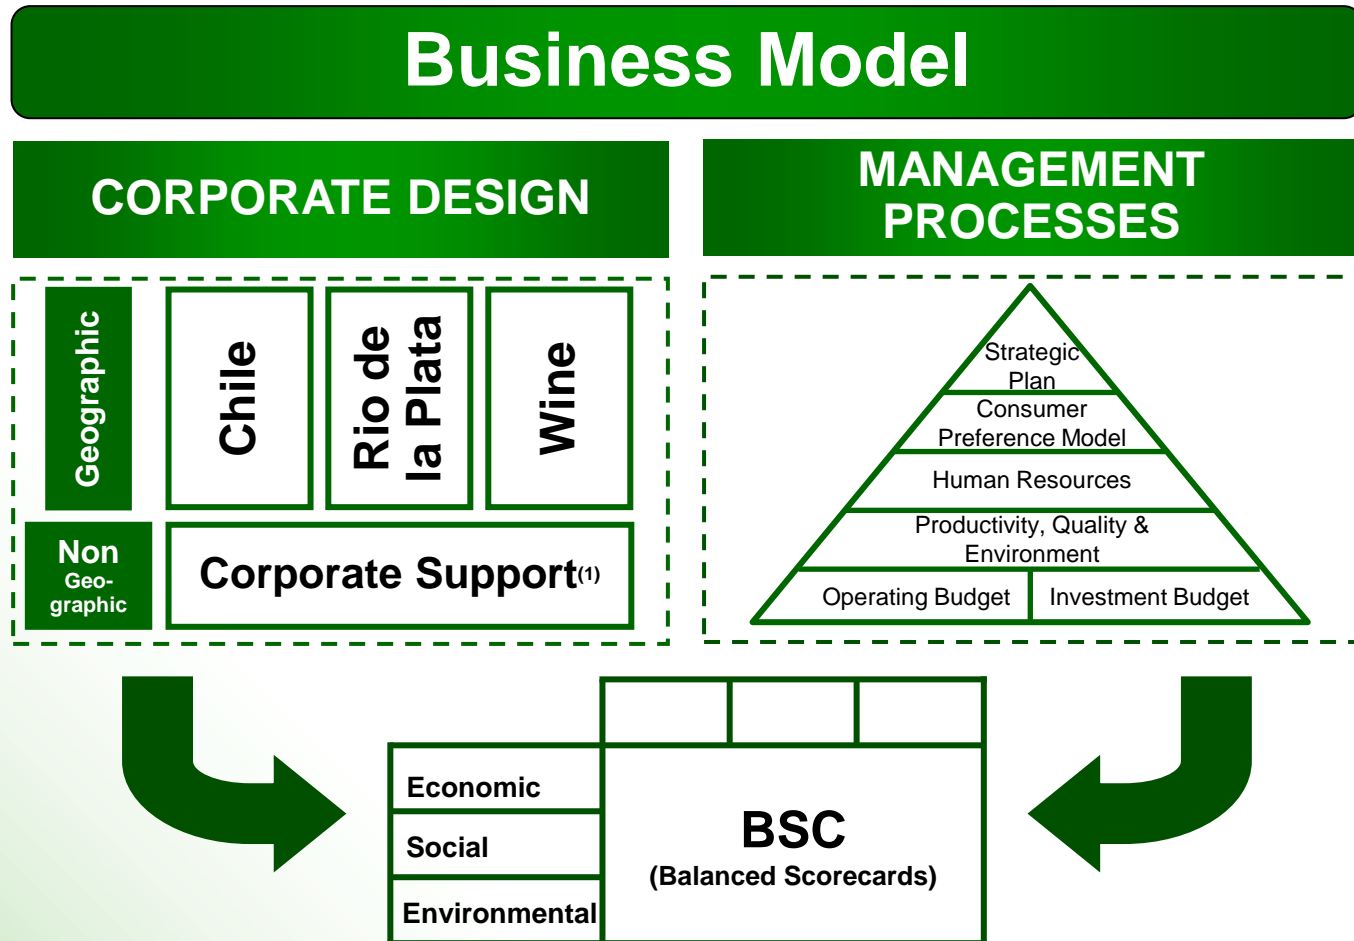 Business Model
CORPORATE DESIGN
MANAGEMENT
PROCESSES
Geographic
Chile
Rio de
la Plata
Wine
Non
Geo-
graphic
Corporate Support(1)
Strategic
Plan
Consumer
Preference Model
Human Resources
Productivity, Quality &
Environment
Operating Budget
Investment Budget
Economic
Social
Environmental
BSC
(Balanced Scorecards)